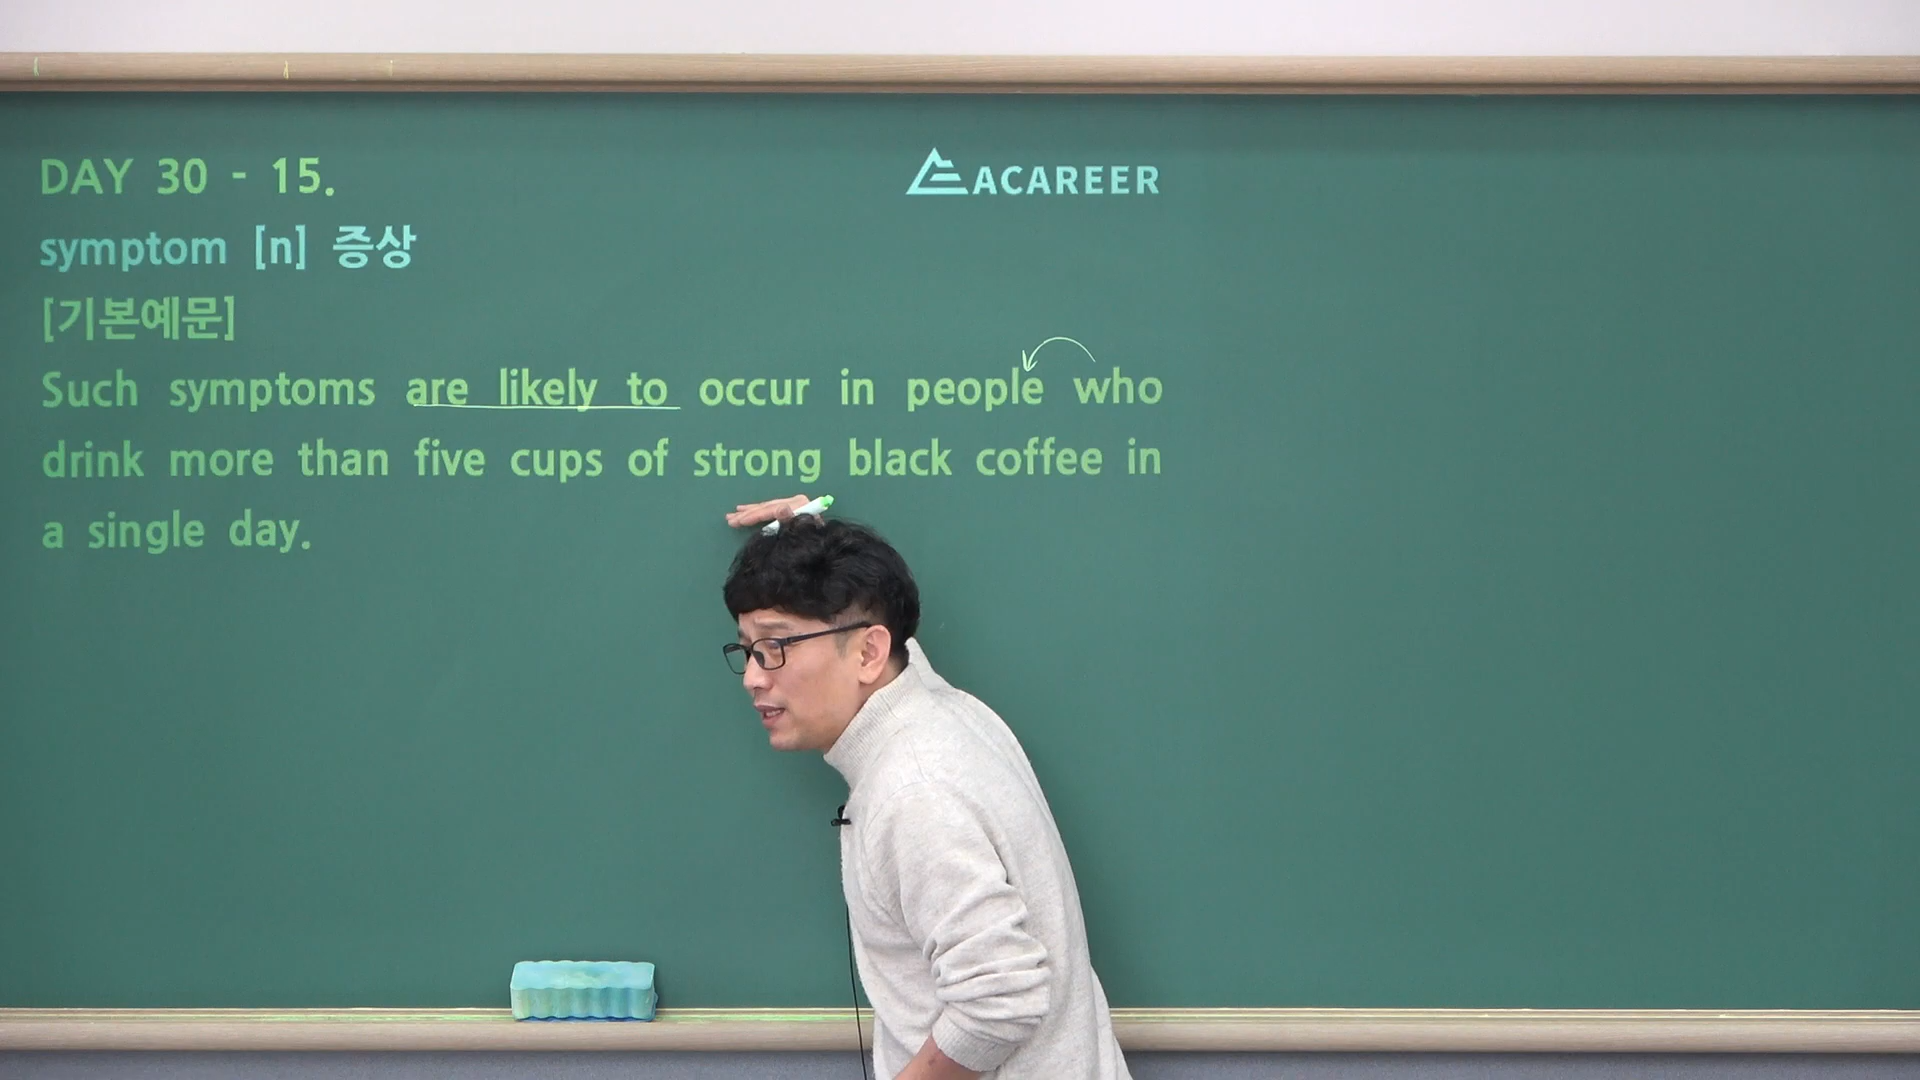 DAY 30 - 15.
ACAREER
symptom [n] 증상
[기본예문]
Such symptoms are likely to occur in people who
drink more than five cups of strong black coffee in
a single day.